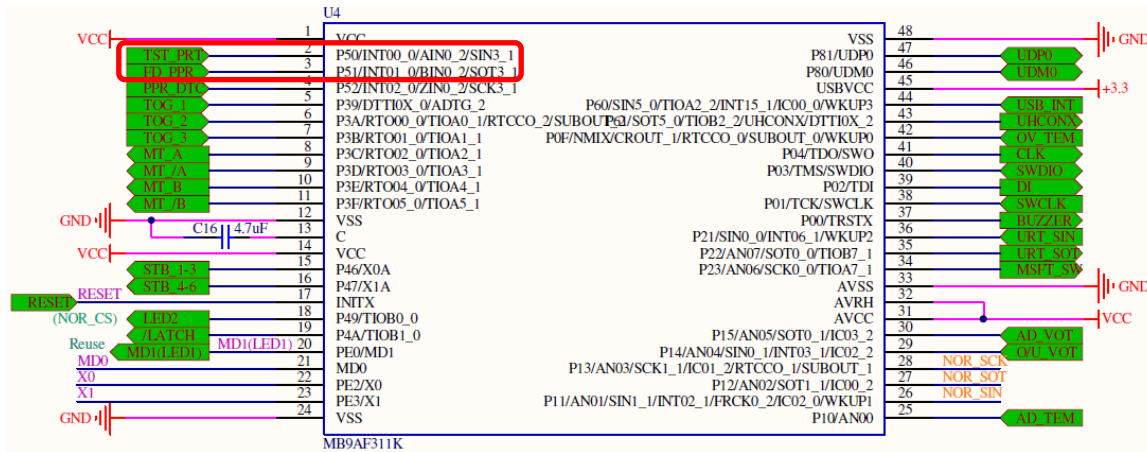 U4
VCC 1 VCC
TST_PRT 2 P50/INT00_0/AIN0_2/SIN3_1
FD_PPR 3 P51/INT01_0/BIN0_2/SOT3_1
PPR_DTC 4 P52/INT02_0/ZIN0_2/SCK3_1
TOG_1 5 P39/DTTI0X_0/ADTG_2
TOG_2 6 P3A/RTO00_0/TIOA0_1/RTCCO_2/SUBOUT_2
TOG_3 7 P3B/RTO01_0/TIOA1_1
MT_A 8 P3C/RTO02_0/TIOA2_1
MT_/A 9 P3D/RTO03_0/TIOA3_1
MT_B 10 P3E/RTO04_0/TIOA4_1
MT_/B 11 P3F/RTO05_0/TIOA5_1
GND 12 VSS
C16 4.7uF 13 C
VCC 14 VCC
STB_1-3 15 P46/X0A
STB_4-6 16 P47/X1A
RESET RESET 17 INITX
(NOR_CS) LED2 18 P49/TIOB0_0
/LATCH 19 P4A/TIOB1_0
Reuse MD1(LED1) MD1(LED1) 20 PE0/MD1
MD0 21 MD0
X0 22 PE2/X0
X1 23 PE3/X1
GND 24 VSS
VSS 48 GND
P81/UDP0 47 UDP0
P80/UDM0 46 UDM0
USBVCC 45 +3.3
P60/SIN5_0/TIOA2_2/INT15_1/IC00_0/WKUP3 44 USB_INT
P61/SOT5_0/TIOB2_2/UHCONX/DTTI0X_2 43 UHCONX
P0F/NMIX/CROUT_1/RTCCO_0/SUBOUT_0/WKUP0 42 OV_TEM
P04/TDO/SWO 41 CLK
P03/TMS/SWDIO 40 SWDIO
P02/TDI 39 DI
P01/TCK/SWCLK 38 SWCLK
P00/TRSTX 37 BUZZER
P21/SIN0_0/INT06_1/WKUP2 36 URT_SIN
P22/AN07/SOT0_0/TIOB7_1 35 URT_SOT
P23/AN06/SCK0_0/TIOA7_1 34 MSFT_SW
AVSS 33 GND
AVRH 32
AVCC 31 VCC
P15/AN05/SOT0_1/IC03_2 30 AD_VOT
P14/AN04/SIN0_1/INT03_1/IC02_2 29 O/U_VOT
P13/AN03/SCK1_1/IC01_2/RTCCO_1/SUBOUT_1 28 NOR_SCK
P12/AN02/SOT1_1/IC00_2 27 NOR_SOT
P11/AN01/SIN1_1/INT02_1/FRCK0_2/IC02_0/WKUP1 26 NOR_SIN
P10/AN00 25 AD_TEM
MB9AF311K